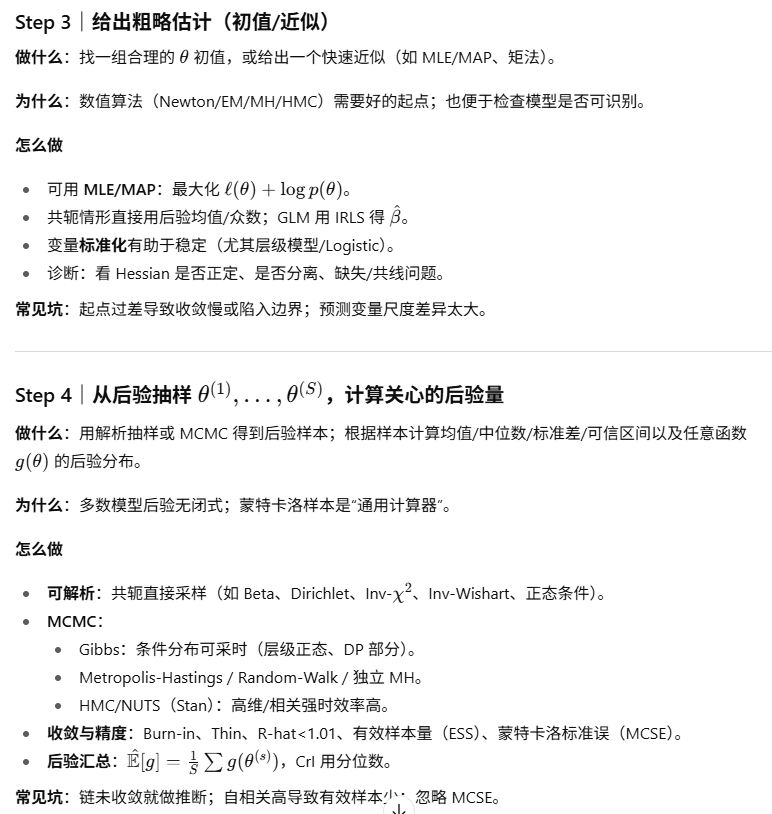 Step 3｜给出粗略估计（初值/近似）
做什么：找一组合理的 θ 初值，或给出一个快速近似（如 MLE/MAP、矩法）。
为什么：数值算法（Newton/EM/MH/HMC）需要好的起点；也便于检查模型是否可识别。
怎么做
• 可用 MLE/MAP：最大化 ℓ(θ) + log p(θ)。
• 共轭情形直接用后验均值/众数；GLM 用 IRLS 得 β̂。
• 变量标准化有助于稳定（尤其层级模型/Logistic）。
• 诊断：看 Hessian 是否正定、是否分离、缺失/共线问题。
常见坑：起点过差导致收敛慢或陷入边界；预测变量尺度差异太大。
Step 4｜从后验抽样 θ⁽¹⁾, . . . , θ⁽ˢ⁾，计算关心的后验量
做什么：用解析抽样或 MCMC 得到后验样本；根据样本计算均值/中位数/标准差/可信区间以及任意函数
g(θ) 的后验分布。
为什么：多数模型后验无闭式；蒙特卡洛样本是“通用计算器”。
怎么做
• 可解析：共轭直接采样（如 Beta、Dirichlet、Inv-χ²、Inv-Wishart、正态条件）。
• MCMC：
• Gibbs：条件分布可采时（层级正态、DP 部分）。
• Metropolis-Hastings / Random-Walk / 独立 MH。
• HMC/NUTS（Stan）：高维/相关强时效率高。
• 收敛与精度：Burn-in、Thin、R-hat<1.01、有效样本量（ESS）、蒙特卡洛标准误（MCSE）。
• 后验汇总：𝔼̂[g] = 1/S ∑ g(θ⁽ˢ⁾)，CrI 用分位数。
常见坑：链未收敛就做推断；自相关高导致有效样本少；忽略 MCSE。